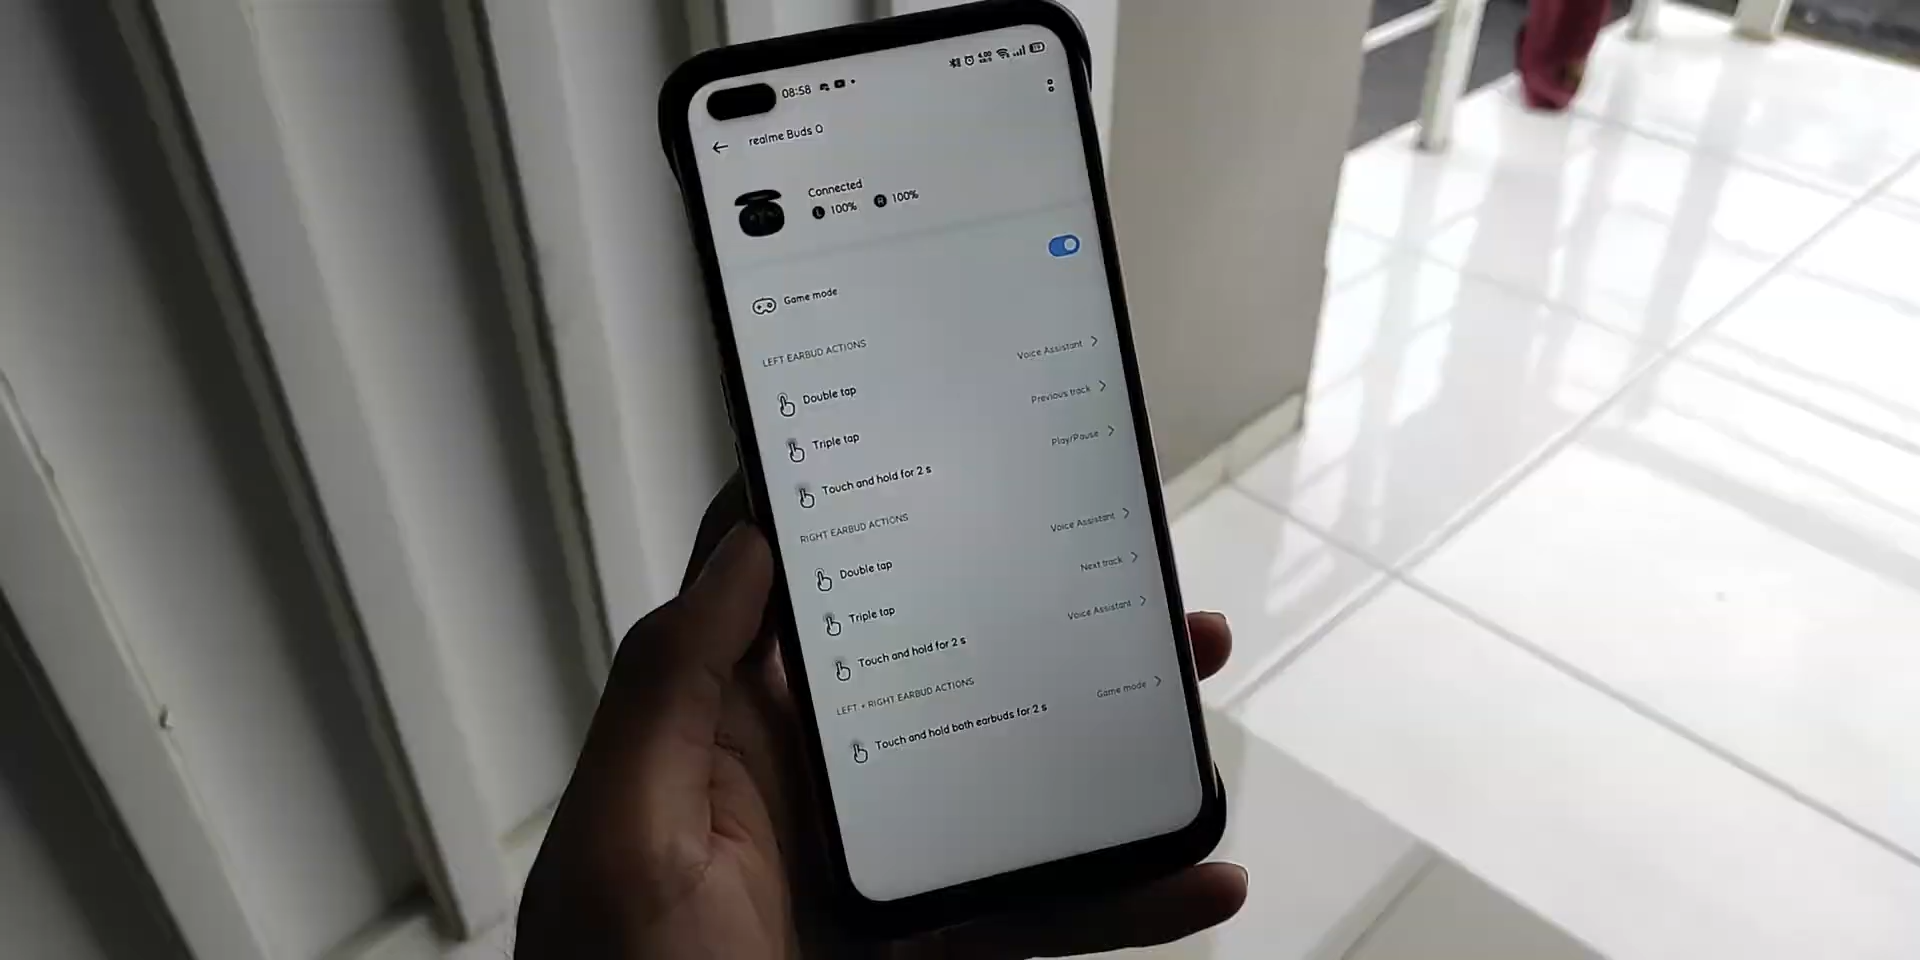 08:58
realme Buds Q
Connected
L 100% R 100%
Game mode
LEFT EARBUD ACTIONS
Double tap Voice Assistant
Triple tap Previous track
Touch and hold for 2 s Play/Pause
RIGHT EARBUD ACTIONS
Double tap Voice Assistant
Triple tap Next track
Touch and hold for 2 s Voice Assistant
LEFT + RIGHT EARBUD ACTIONS
Touch and hold both earbuds for 2 s Game mode